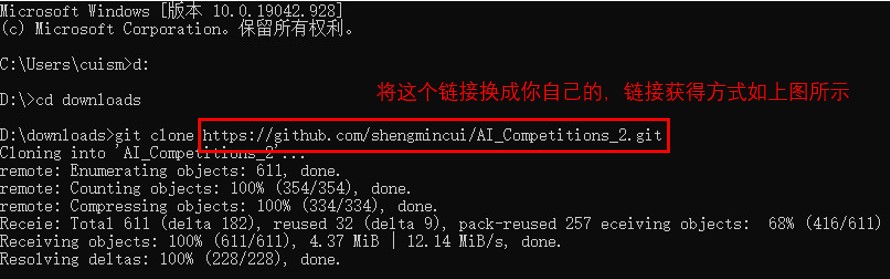 Microsoft Windows [版本 10.0.19042.928]
(c) Microsoft Corporation. 保留所有权利。
C:\Users\cuism>d:
将这个链接换成你自己的，链接获得方式如上图所示
D:\>cd downloads
D:\downloads>git clone https://github.com/shengmincui/AI_Competitions_2.git
Cloning into 'AI_Competitions_2'...
remote: Enumerating objects: 611, done.
remote: Counting objects: 100% (354/354), done.
remote: Compressing objects: 100% (334/334), done.
Receie: Total 611 (delta 182), reused 32 (delta 9), pack-reused 257 eceiving objects:  68% (416/611)
Receiving objects: 100% (611/611), 4.37 MiB | 12.14 MiB/s, done.
Resolving deltas: 100% (228/228), done.